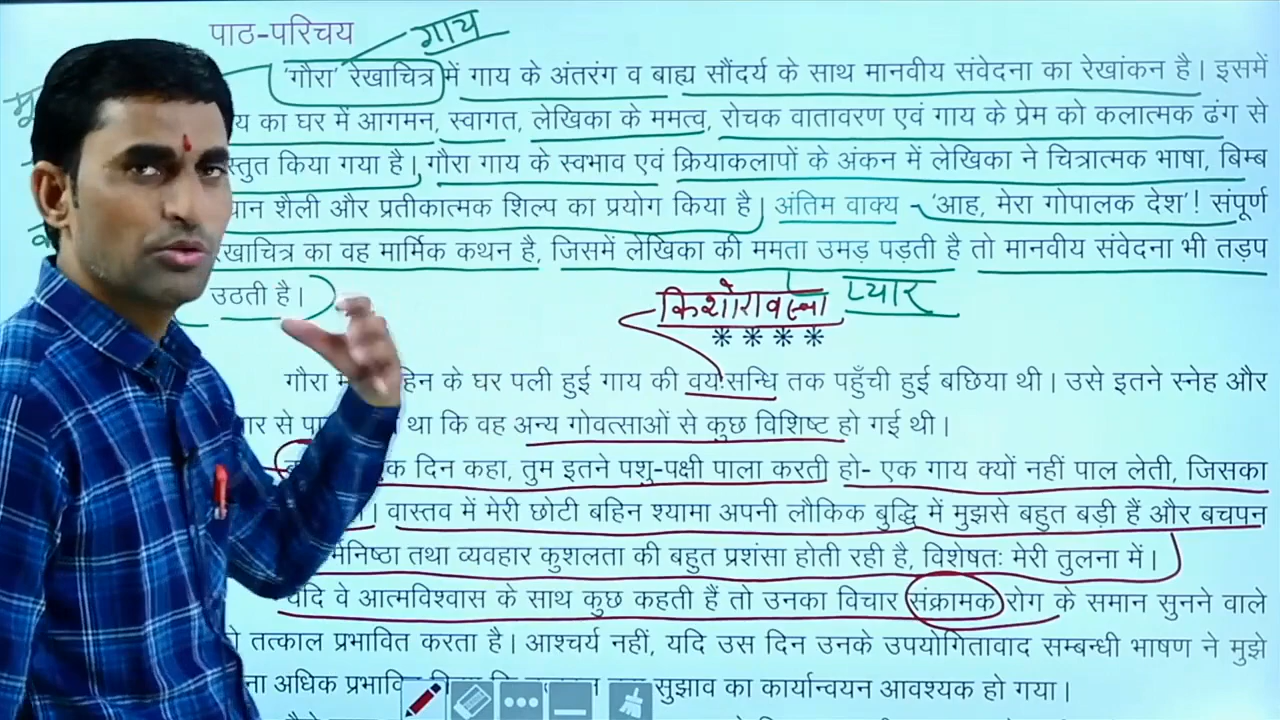 पाठ-परिचय
गाय
'गौरा' रेखाचित्र में गाय के अंतरंग व बाह्य सौंदर्य के साथ मानवीय संवेदना का रेखांकन है। इसमें
य का घर में आगमन, स्वागत, लेखिका के ममत्व, रोचक वातावरण एवं गाय के प्रेम को कलात्मक ढंग से
स्तुत किया गया है। गौरा गाय के स्वभाव एवं क्रियाकलापों के अंकन में लेखिका ने चित्रात्मक भाषा, बिम्ब
शैली और प्रतीकात्मक शिल्प का प्रयोग किया है। अंतिम वाक्य - 'आह, मेरा गोपालक देश'! संपूर्ण
रेखाचित्र का वह मार्मिक कथन है, जिसमें लेखिका की ममता उमड़ पड़ती है तो मानवीय संवेदना भी तड़प
उठती है।
किशोरावस्था प्यार
****
गौरा के घर पली हुई गाय की वयःसन्धि तक पहुँची हुई बछिया थी। उसे इतने स्नेह और
से था कि वह अन्य गोवत्साओं से कुछ विशिष्ट हो गई थी।
दिन कहा, तुम इतने पशु-पक्षी पाला करती हो- एक गाय क्यों नहीं पाल लेती, जिसका
वास्तव में मेरी छोटी बहिन श्यामा अपनी लौकिक बुद्धि में मुझसे बहुत बड़ी हैं और बचपन
तथा व्यवहार कुशलता की बहुत प्रशंसा होती रही है, विशेषतः मेरी तुलना में।
यदि वे आत्मविश्वास के साथ कुछ कहती हैं तो उनका विचार संक्रामक रोग के समान सुनने वाले
तत्काल प्रभावित करता है। आश्चर्य नहीं, यदि उस दिन उनके उपयोगितावाद सम्बन्धी भाषण ने मुझे
अधिक सुझाव का कार्यान्वयन आवश्यक हो गया।